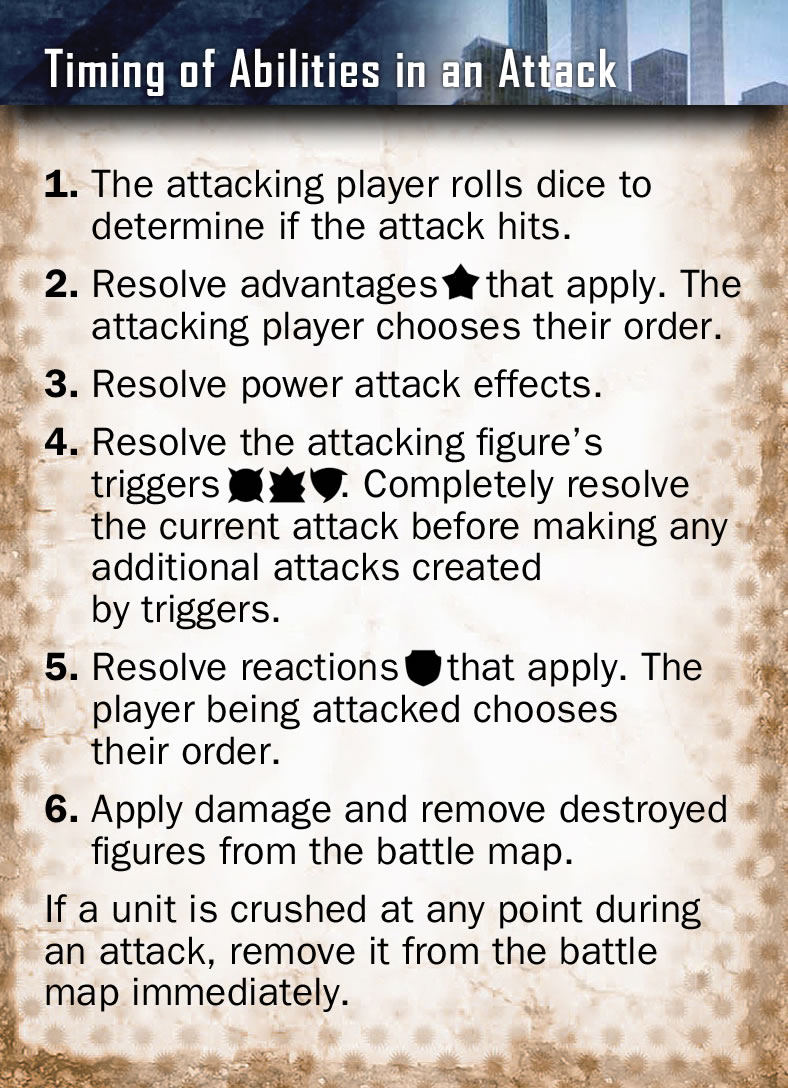 Timing of Abilities in an Attack
1. The attacking player rolls dice to
determine if the attack hits.
2. Resolve advantages that apply. The
attacking player chooses their order.
3. Resolve power attack effects.
4. Resolve the attacking figure’s
triggers . Completely resolve
the current attack before making any
additional attacks created
by triggers.
5. Resolve reactions that apply. The
player being attacked chooses
their order.
6. Apply damage and remove destroyed
figures from the battle map.
If a unit is crushed at any point during
an attack, remove it from the battle
map immediately.